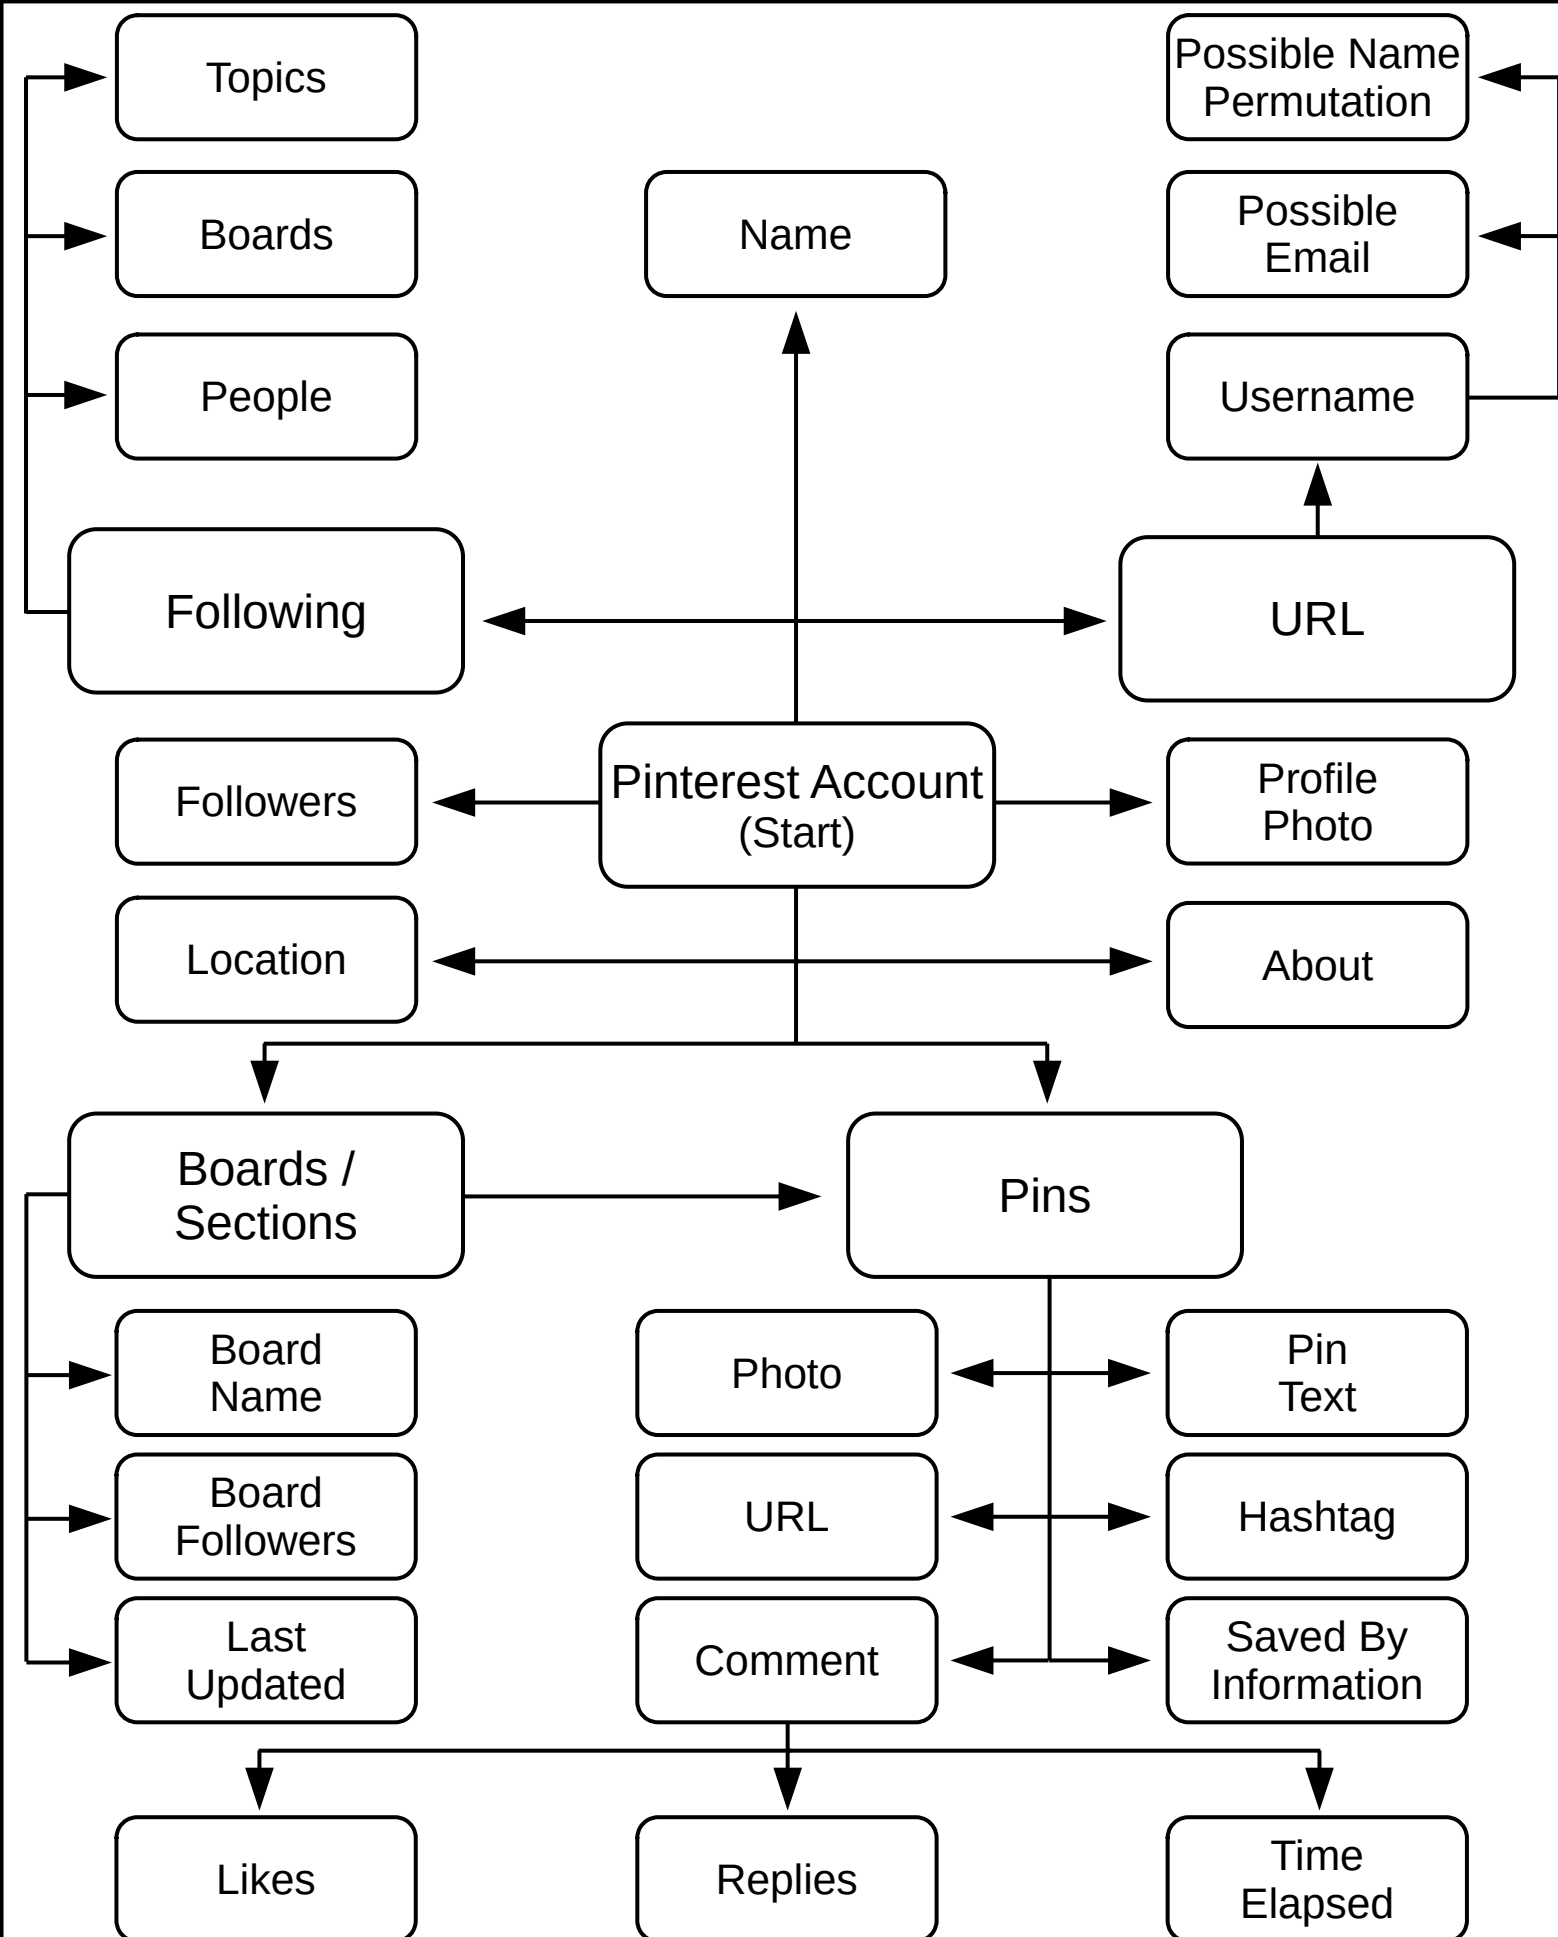 Topics
Possible Name
Permutation
Boards
Name
Possible
Email
People
Username
Following
URL
Followers
Pinterest Account
(Start)
Profile
Photo
Location
About
Boards /
Sections
Pins
Board
Name
Photo
Pin
Text
Board
Followers
URL
Hashtag
Last
Updated
Comment
Saved By
Information
Likes
Replies
Time
Elapsed